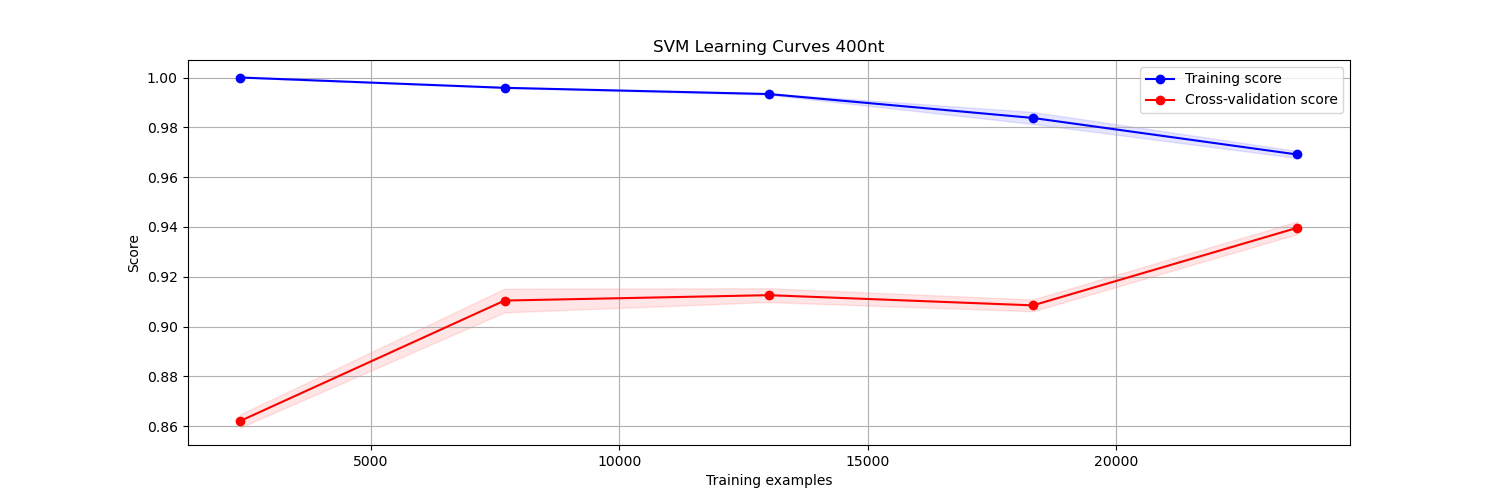 SVM Learning Curves 400nt
Training score
Cross-validation score
1.00
0.98
0.96
0.94
0.92
0.90
0.88
0.86
Score
5000 10000 15000 20000
Training examples